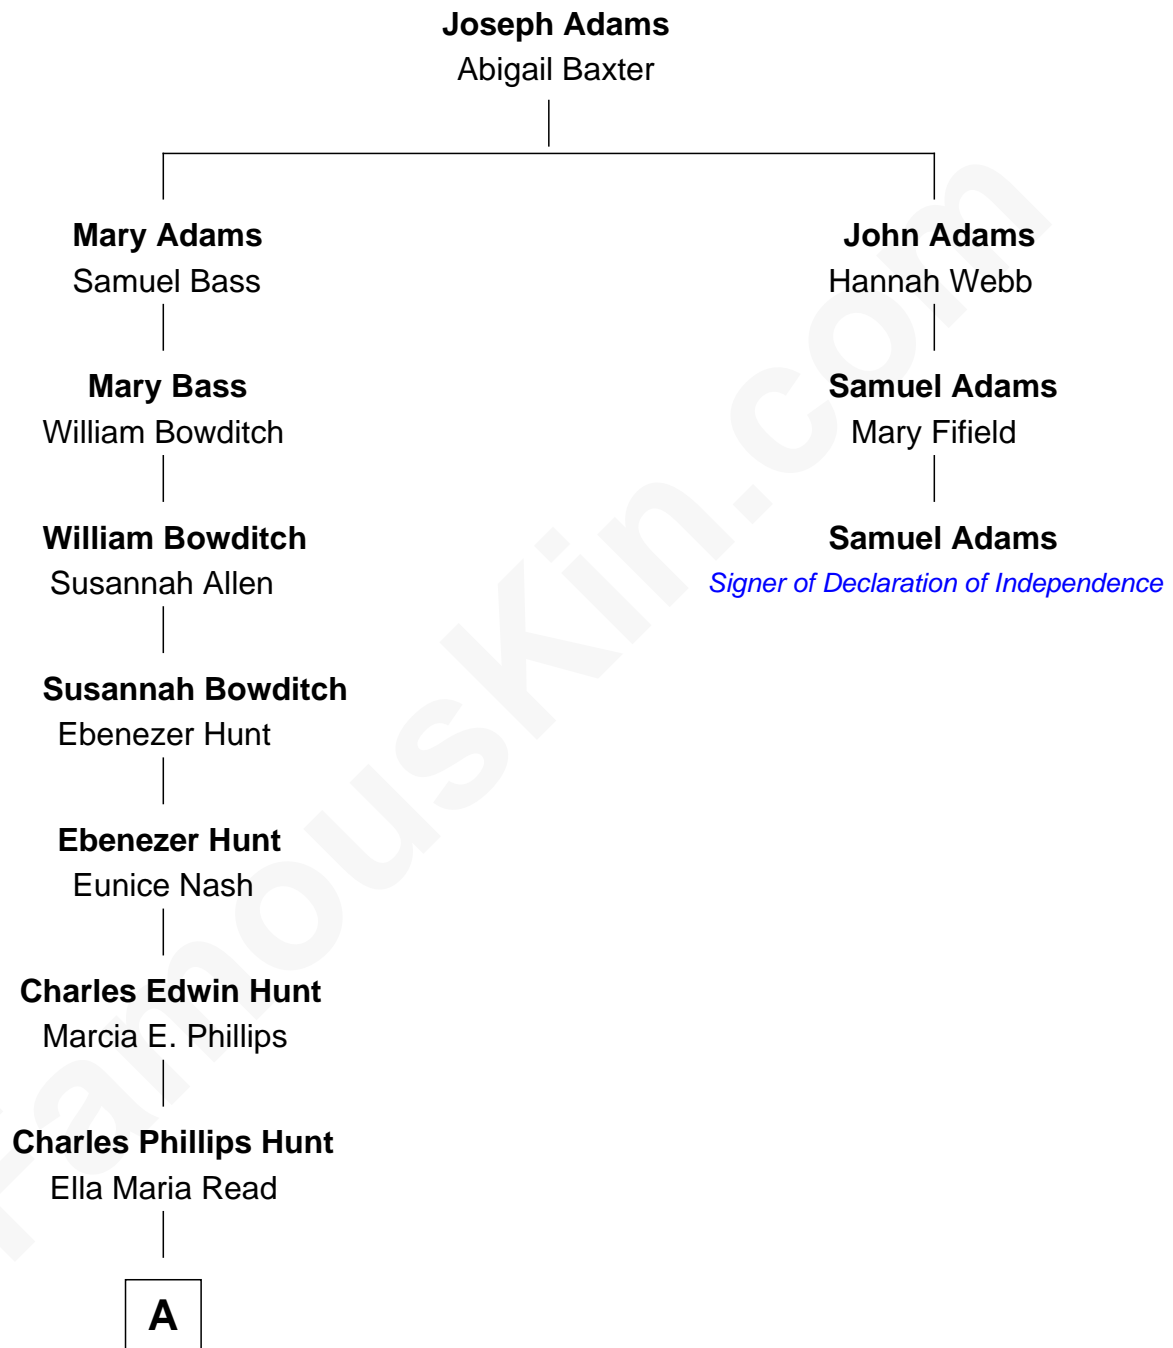 Joseph Adams
Abigail Baxter
Mary Adams
Samuel Bass
John Adams
Hannah Webb
Mary Bass
William Bowditch
Samuel Adams
Mary Fifield
William Bowditch
Susannah Allen
Samuel Adams
Signer of Declaration of Independence
Susannah Bowditch
Ebenezer Hunt
Ebenezer Hunt
Eunice Nash
Charles Edwin Hunt
Marcia E. Phillips
Charles Phillips Hunt
Ella Maria Read
A
FamousKin.com